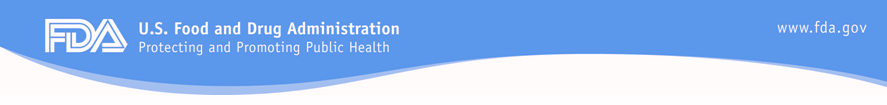 FDA
U.S. Food and Drug Administration
Protecting and Promoting Public Health
www.fda.gov